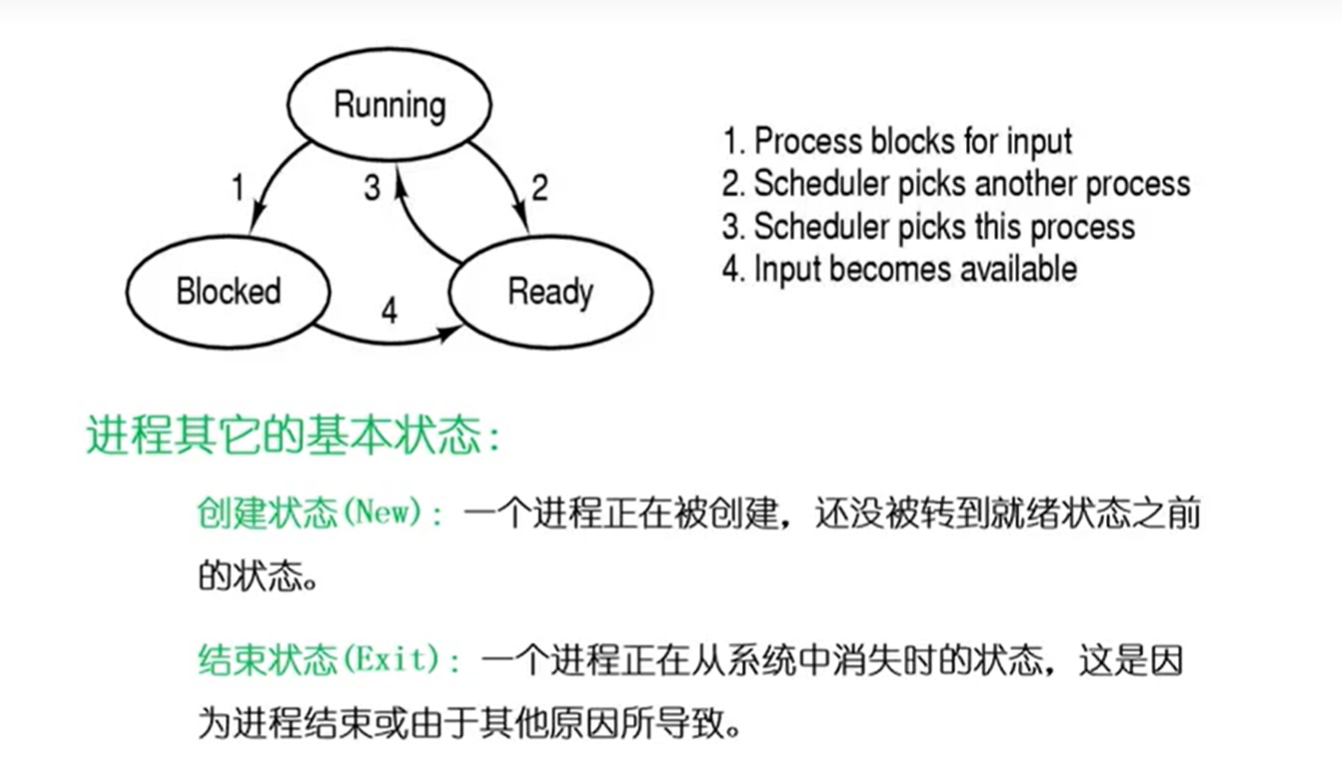 Running
1
3
2
Blocked
4
Ready
1. Process blocks for input
2. Scheduler picks another process
3. Scheduler picks this process
4. Input becomes available
进程其它的基本状态：
创建状态(New)：一个进程正在被创建，还没被转到就绪状态之前
的状态。
结束状态(Exit)：一个进程正在从系统中消失时的状态，这是因
为进程结束或由于其他原因所导致。